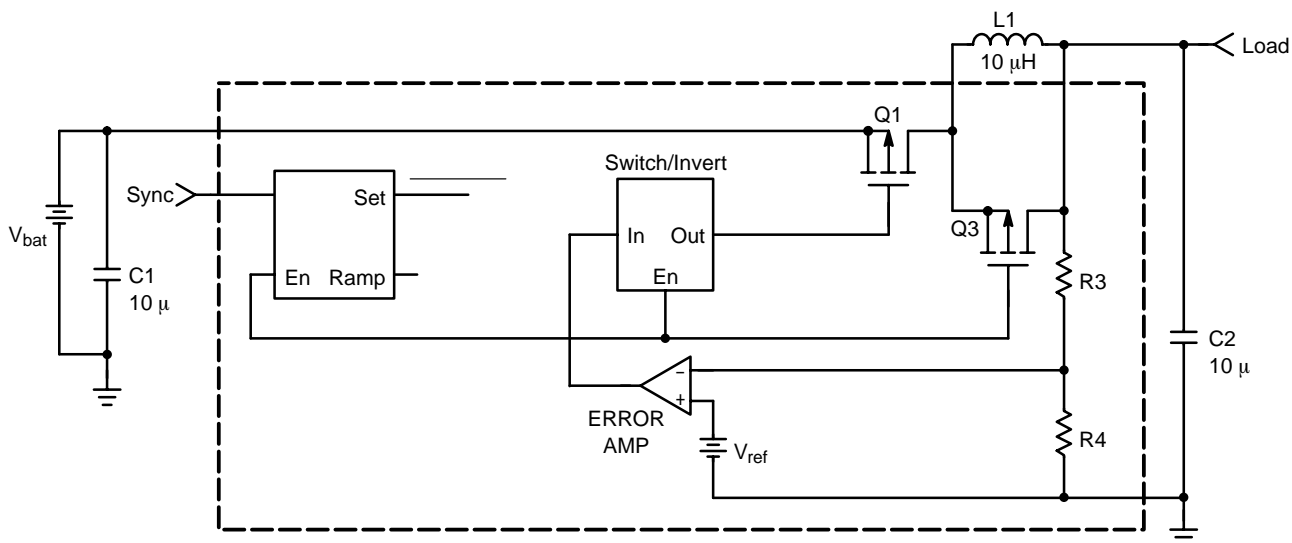 L1
10 μH
Load
Q1
Switch/Invert
Sync
Set
In
Out
En
Q3
V_bat
C1
10 μ
En
Ramp
R3
C2
10 μ
−
+
ERROR
AMP
V_ref
R4